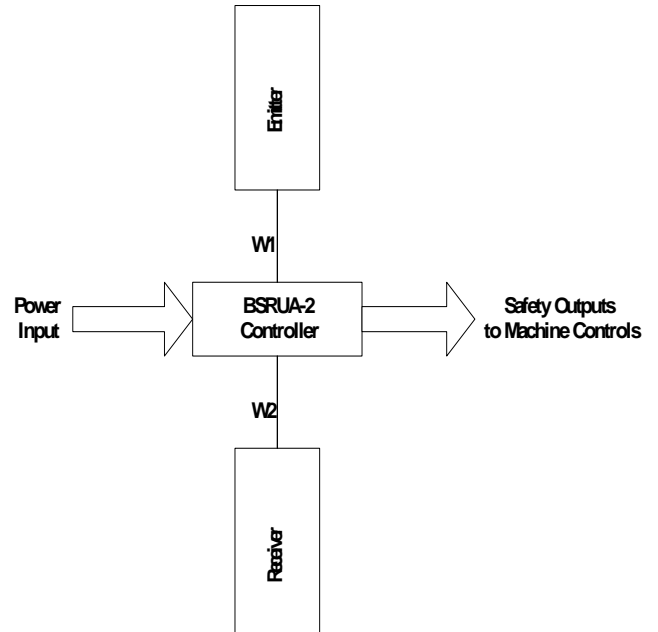 Emitter
W1
Power
Input
BSRUA-2
Controller
Safety Outputs
to Machine Controls
W2
Receiver